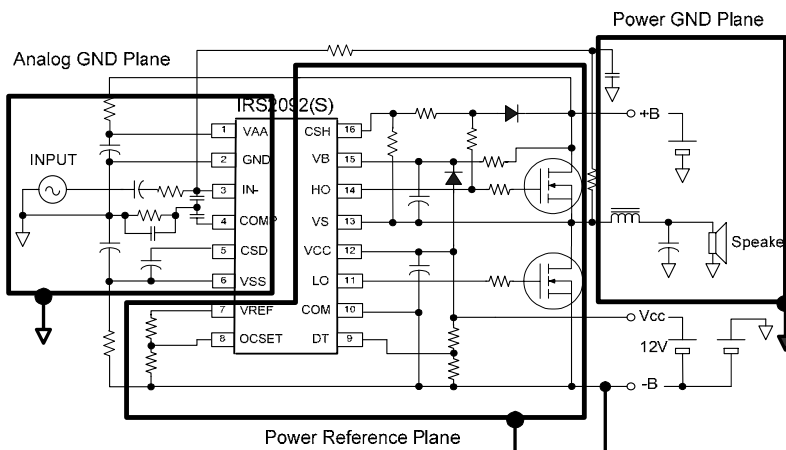 Power GND Plane
Analog GND Plane
IRS2092(S)
+B
1 VAA CSH 16
INPUT
2 GND VB 15
3 IN- HO 14
4 COMP VS 13
Speake
5 CSD VCC 12
6 VSS LO 11
7 VREF COM 10
Vcc
8 OCSET DT 9
12V
-B
Power Reference Plane